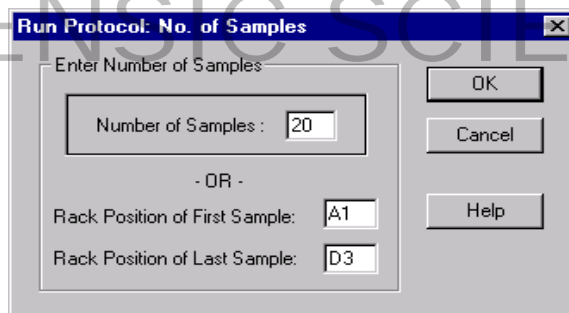 Run Protocol: No. of Samples
Enter Number of Samples
Number of Samples : 20
- OR -
Rack Position of First Sample: A1
Rack Position of Last Sample: D3
OK
Cancel
Help